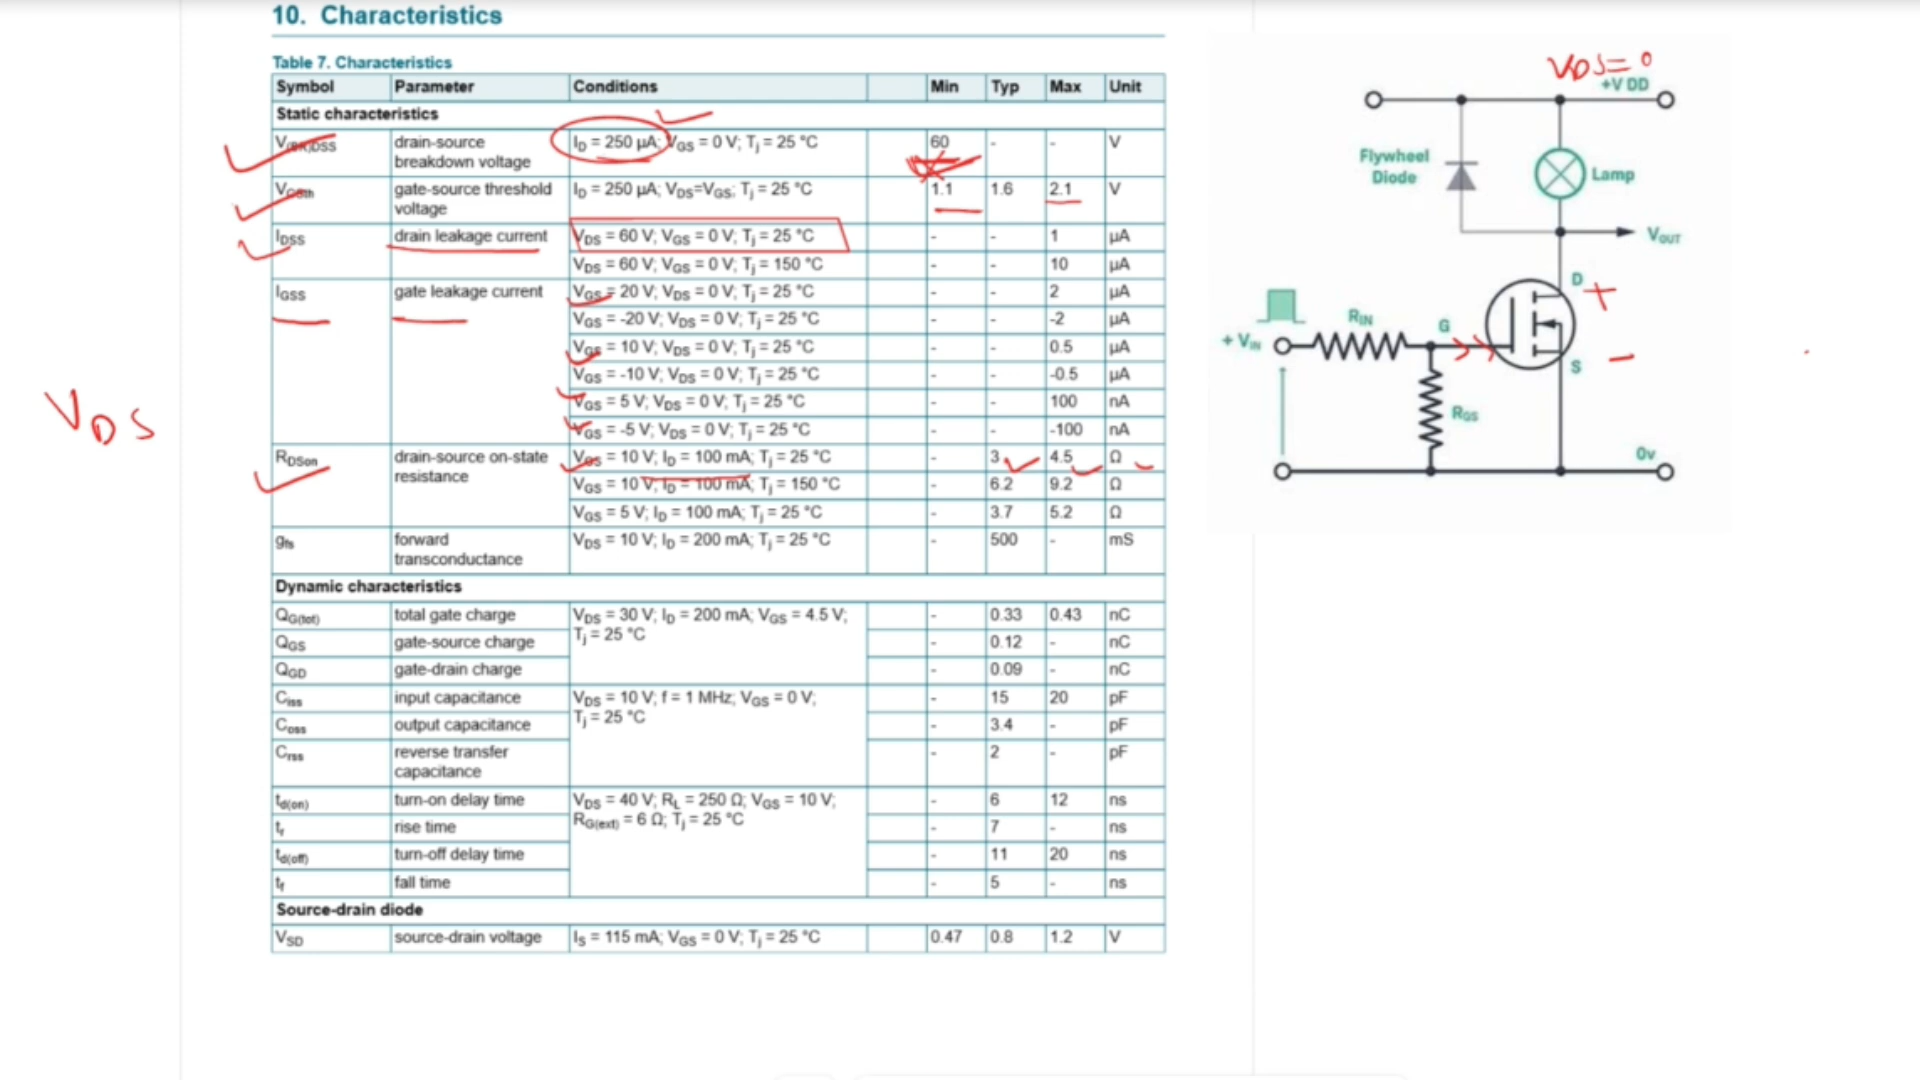 10. Characteristics
Table 7. Characteristics
Symbol Parameter Conditions Min Typ Max Unit
Static characteristics
V(BR)DSS drain-source breakdown voltage ID = 250 µA; VGS = 0 V; Tj = 25 °C 60 - - V
VGSth gate-source threshold voltage ID = 250 µA; VDS=VGS; Tj = 25 °C 1.1 1.6 2.1 V
IDSS drain leakage current VDS = 60 V; VGS = 0 V; Tj = 25 °C - - 1 µA
VDS = 60 V; VGS = 0 V; Tj = 150 °C - - 10 µA
IGSS gate leakage current VGS = 20 V; VDS = 0 V; Tj = 25 °C - - 2 µA
VGS = -20 V; VDS = 0 V; Tj = 25 °C - - -2 µA
VGS = 10 V; VDS = 0 V; Tj = 25 °C - - 0.5 µA
VGS = -10 V; VDS = 0 V; Tj = 25 °C - - -0.5 µA
VGS = 5 V; VDS = 0 V; Tj = 25 °C - - 100 nA
VGS = -5 V; VDS = 0 V; Tj = 25 °C - - -100 nA
RDSon drain-source on-state resistance VGS = 10 V; ID = 100 mA; Tj = 25 °C - 3 4.5 Ω
VGS = 10 V; ID = 100 mA; Tj = 150 °C - 6.2 9.2 Ω
VGS = 5 V; ID = 100 mA; Tj = 25 °C - 3.7 5.2 Ω
gfs forward transconductance VDS = 10 V; ID = 200 mA; Tj = 25 °C - 500 - mS
Dynamic characteristics
QG(tot) total gate charge VDS = 30 V; ID = 200 mA; VGS = 4.5 V; Tj = 25 °C - 0.33 0.43 nC
QGS gate-source charge - 0.12 - nC
QGD gate-drain charge - 0.09 - nC
Ciss input capacitance VDS = 10 V; f = 1 MHz; VGS = 0 V; Tj = 25 °C - 15 20 pF
Coss output capacitance - 3.4 - pF
Crss reverse transfer capacitance - 2 - pF
td(on) turn-on delay time VDS = 40 V; RL = 250 Ω; VGS = 10 V; RG(ext) = 6 Ω; Tj = 25 °C - 6 12 ns
tr rise time - 7 - ns
td(off) turn-off delay time - 11 20 ns
tf fall time - 5 - ns
Source-drain diode
VSD source-drain voltage IS = 115 mA; VGS = 0 V; Tj = 25 °C 0.47 0.8 1.2 V
VDS
VDS = 0
+V DD
Flywheel
Diode
Lamp
VOUT
D
+
RIN
G
+ VIN
S
-
RGS
0v